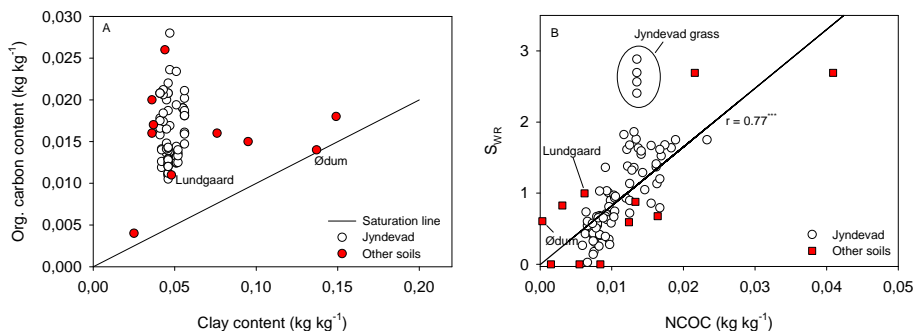 A
Org. carbon content (kg kg-1)
0,030
0,025
0,020
0,015
0,010
0,005
0,000
Lundgaard
Ødum
Saturation line
Jyndevad
Other soils
0,00 0,05 0,10 0,15 0,20
Clay content (kg kg-1)
B
SWR
3
2
1
0
Jyndevad grass
r = 0.77***
Lundgaard
Ødum
Jyndevad
Other soils
0,00 0,01 0,02 0,03 0,04 0,05
NCOC (kg kg-1)